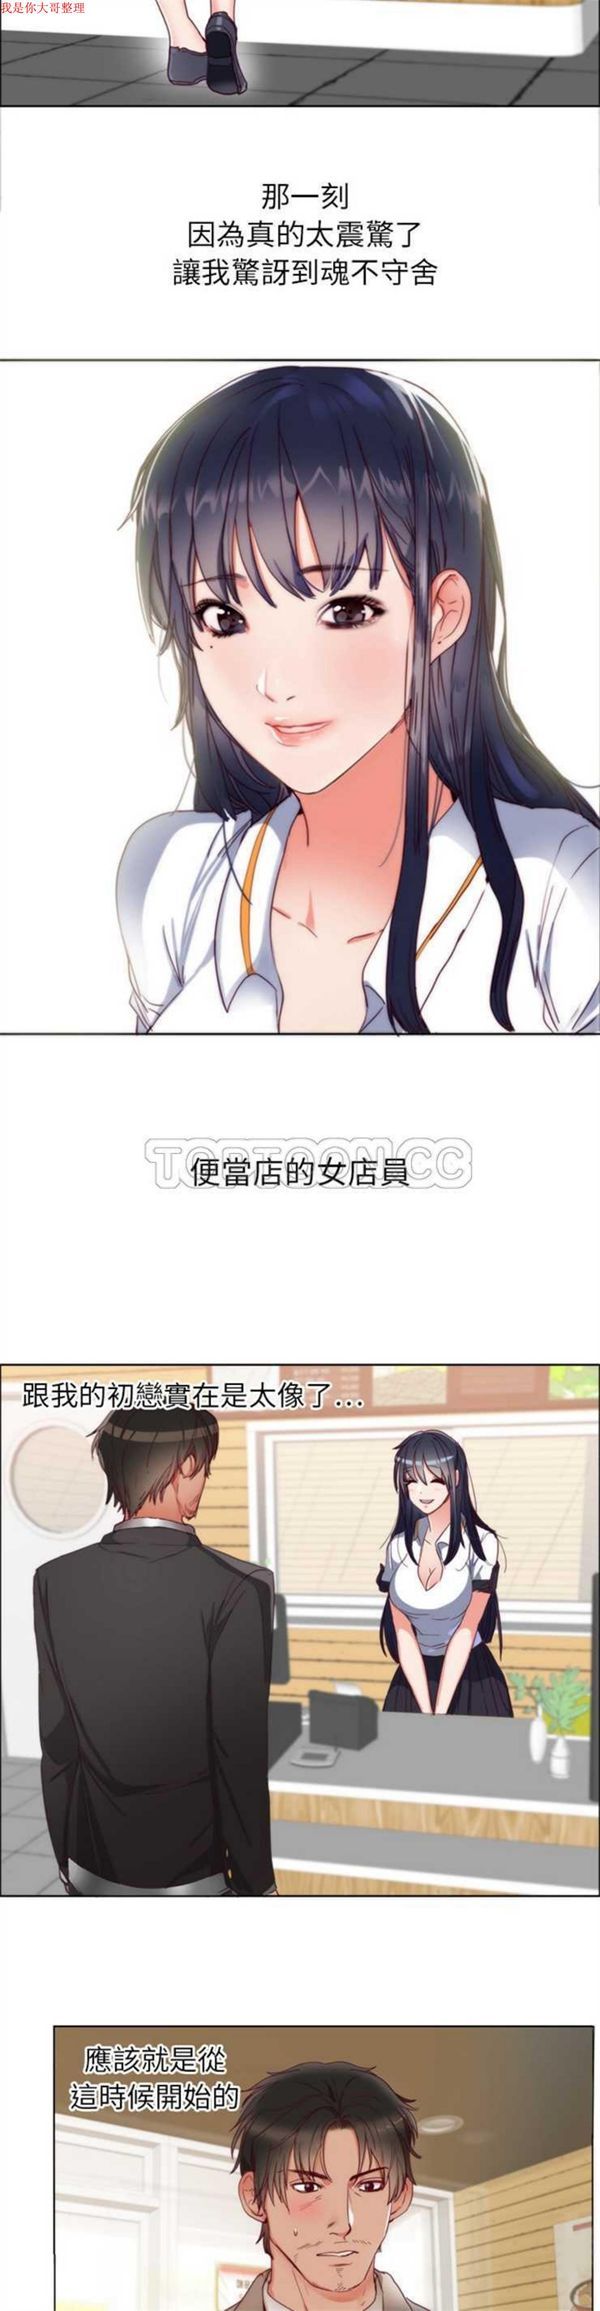 我是你大哥整理
那一刻
因為真的太震驚了
讓我驚訝到魂不守舍
TOPTOON.CC
便當店的女店員
跟我的初戀實在是太像了...
應該就是從
這時候開始的